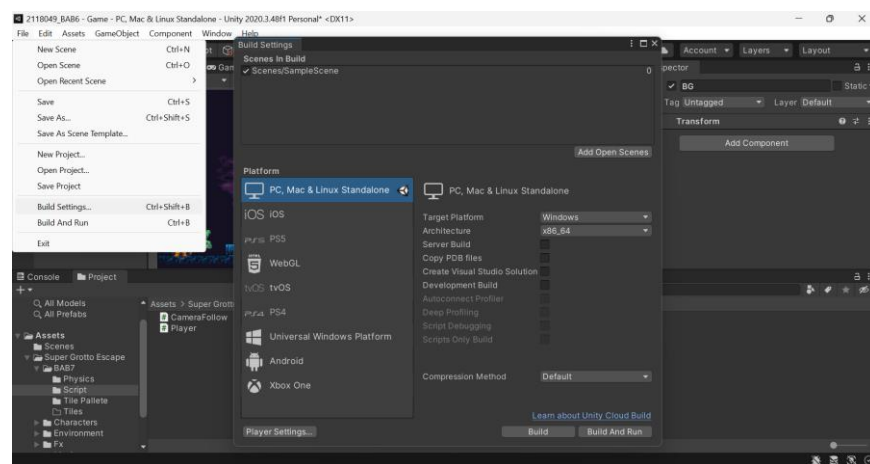 2118049_BAB6 - Game - PC, Mac & Linux Standalone - Unity 2020.3.48f1 Personal* <DX11>
File Edit Assets GameObject Component Window Help
New Scene Ctrl+N
Open Scene Ctrl+O
Open Recent Scene
Save Ctrl+S
Save As... Ctrl+Shift+S
Save As Scene Template...
New Project...
Open Project...
Save Project
Build Settings... Ctrl+Shift+B
Build And Run Ctrl+B
Exit
Build Settings
Scenes In Build
Scenes/SampleScene 0
Add Open Scenes
Platform
PC, Mac & Linux Standalone
iOS iOS
PS5
WebGL
tvOS tvOS
PS4
Universal Windows Platform
Android
Xbox One
Player Settings...
PC, Mac & Linux Standalone
Target Platform Windows
Architecture x86_64
Server Build
Copy PDB files
Create Visual Studio Solution
Development Build
Autoconnect Profiler
Deep Profiling
Script Debugging
Scripts Only Build
Compression Method Default
Learn about Unity Cloud Build
Build Build And Run
Account Layers Layout
pector
BG Static
Tag Untagged Layer Default
Transform
Add Component
Console Project
All Models
All Prefabs
Assets
Scenes
Super Grotto Escape
BAB7
Physics
Script
Tile Pallete
Tiles
Characters
Environment
Fx
Assets > Super Grott
CameraFollow
Player